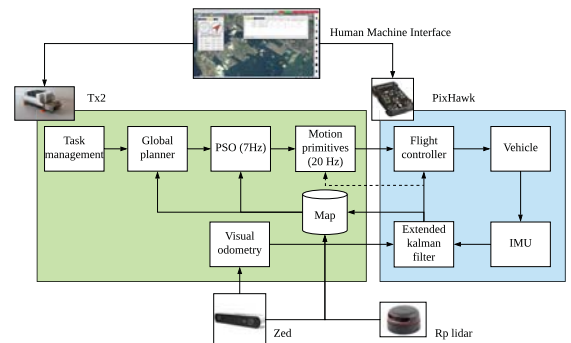 Human Machine Interface
Tx2
PixHawk
Task
management
Global
planner
PSO (7Hz)
Motion
primitives
(20 Hz)
Flight
controller
Vehicle
Map
Visual
odometry
Extended
kalman
filter
IMU
Zed
Rp lidar